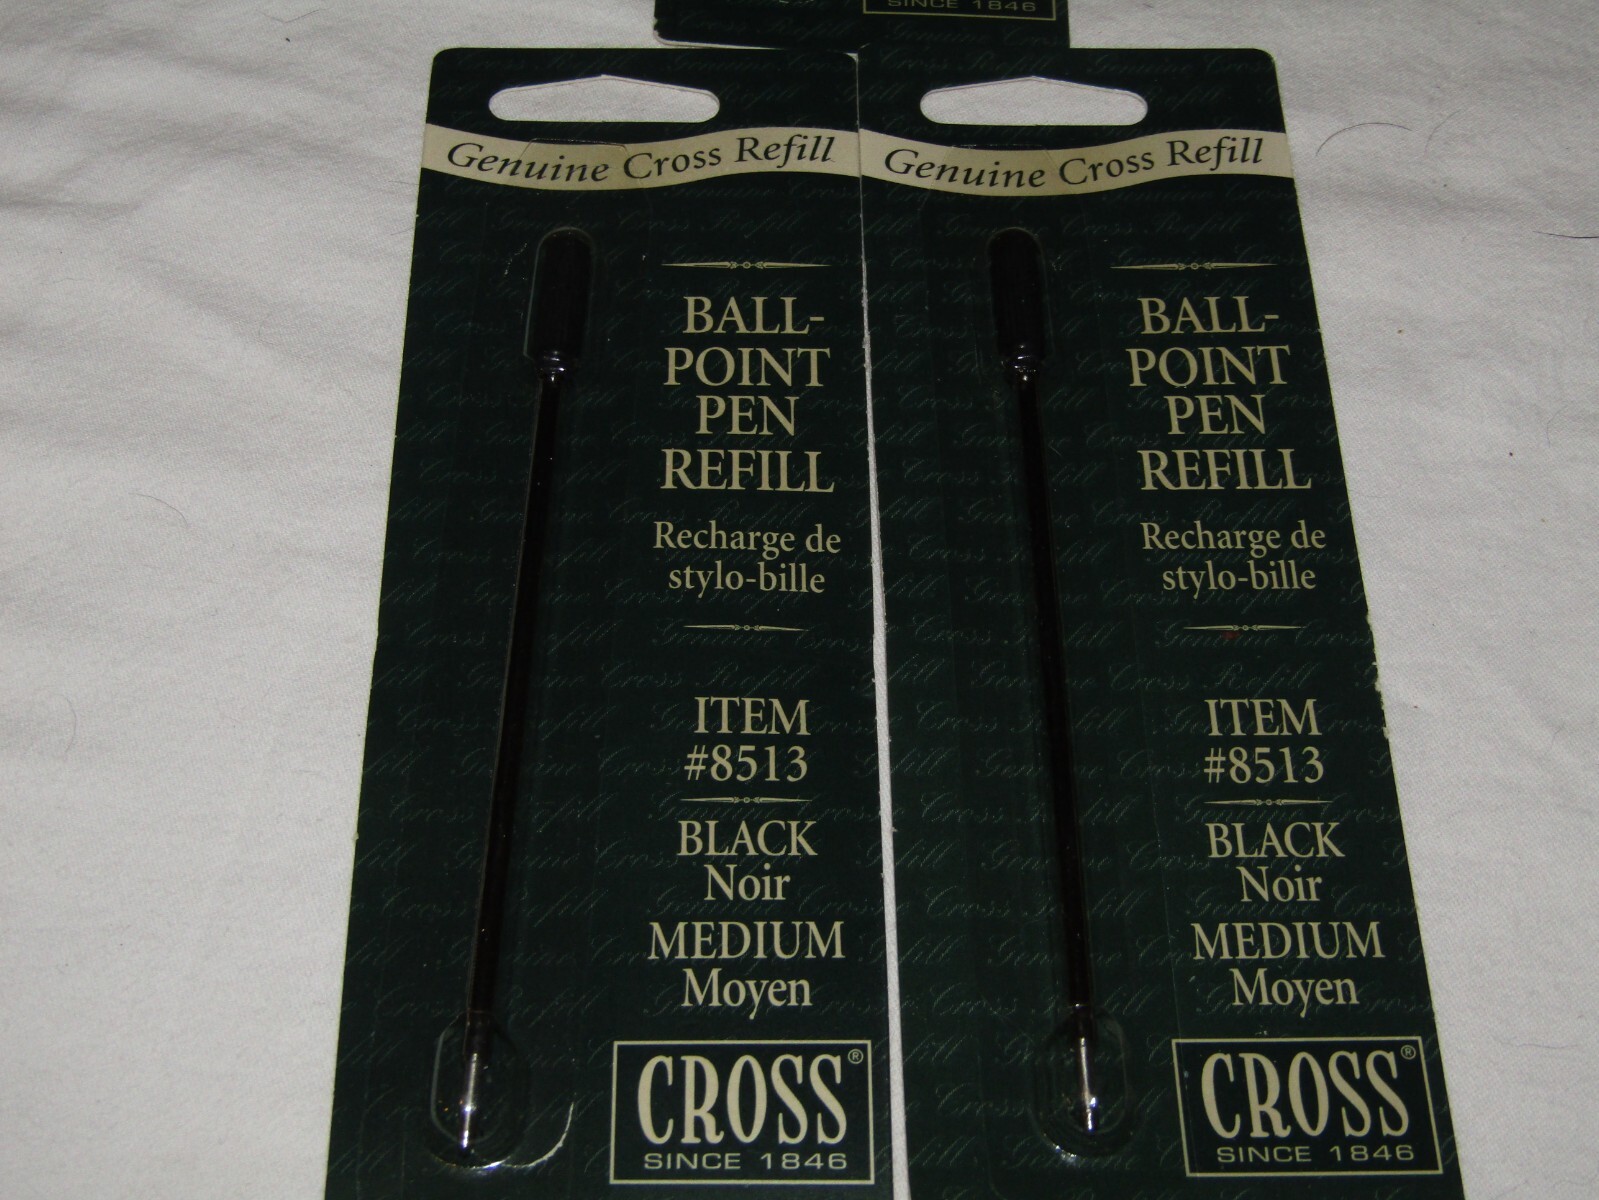 SINCE 1846
Genuine Cross Refill
BALL-
POINT
PEN
REFILL
Recharge de
stylo-bille
ITEM
#8513
BLACK
Noir
MEDIUM
Moyen
CROSS®
SINCE 1846
Genuine Cross Refill
BALL-
POINT
PEN
REFILL
Recharge de
stylo-bille
ITEM
#8513
BLACK
Noir
MEDIUM
Moyen
CROSS®
SINCE 1846